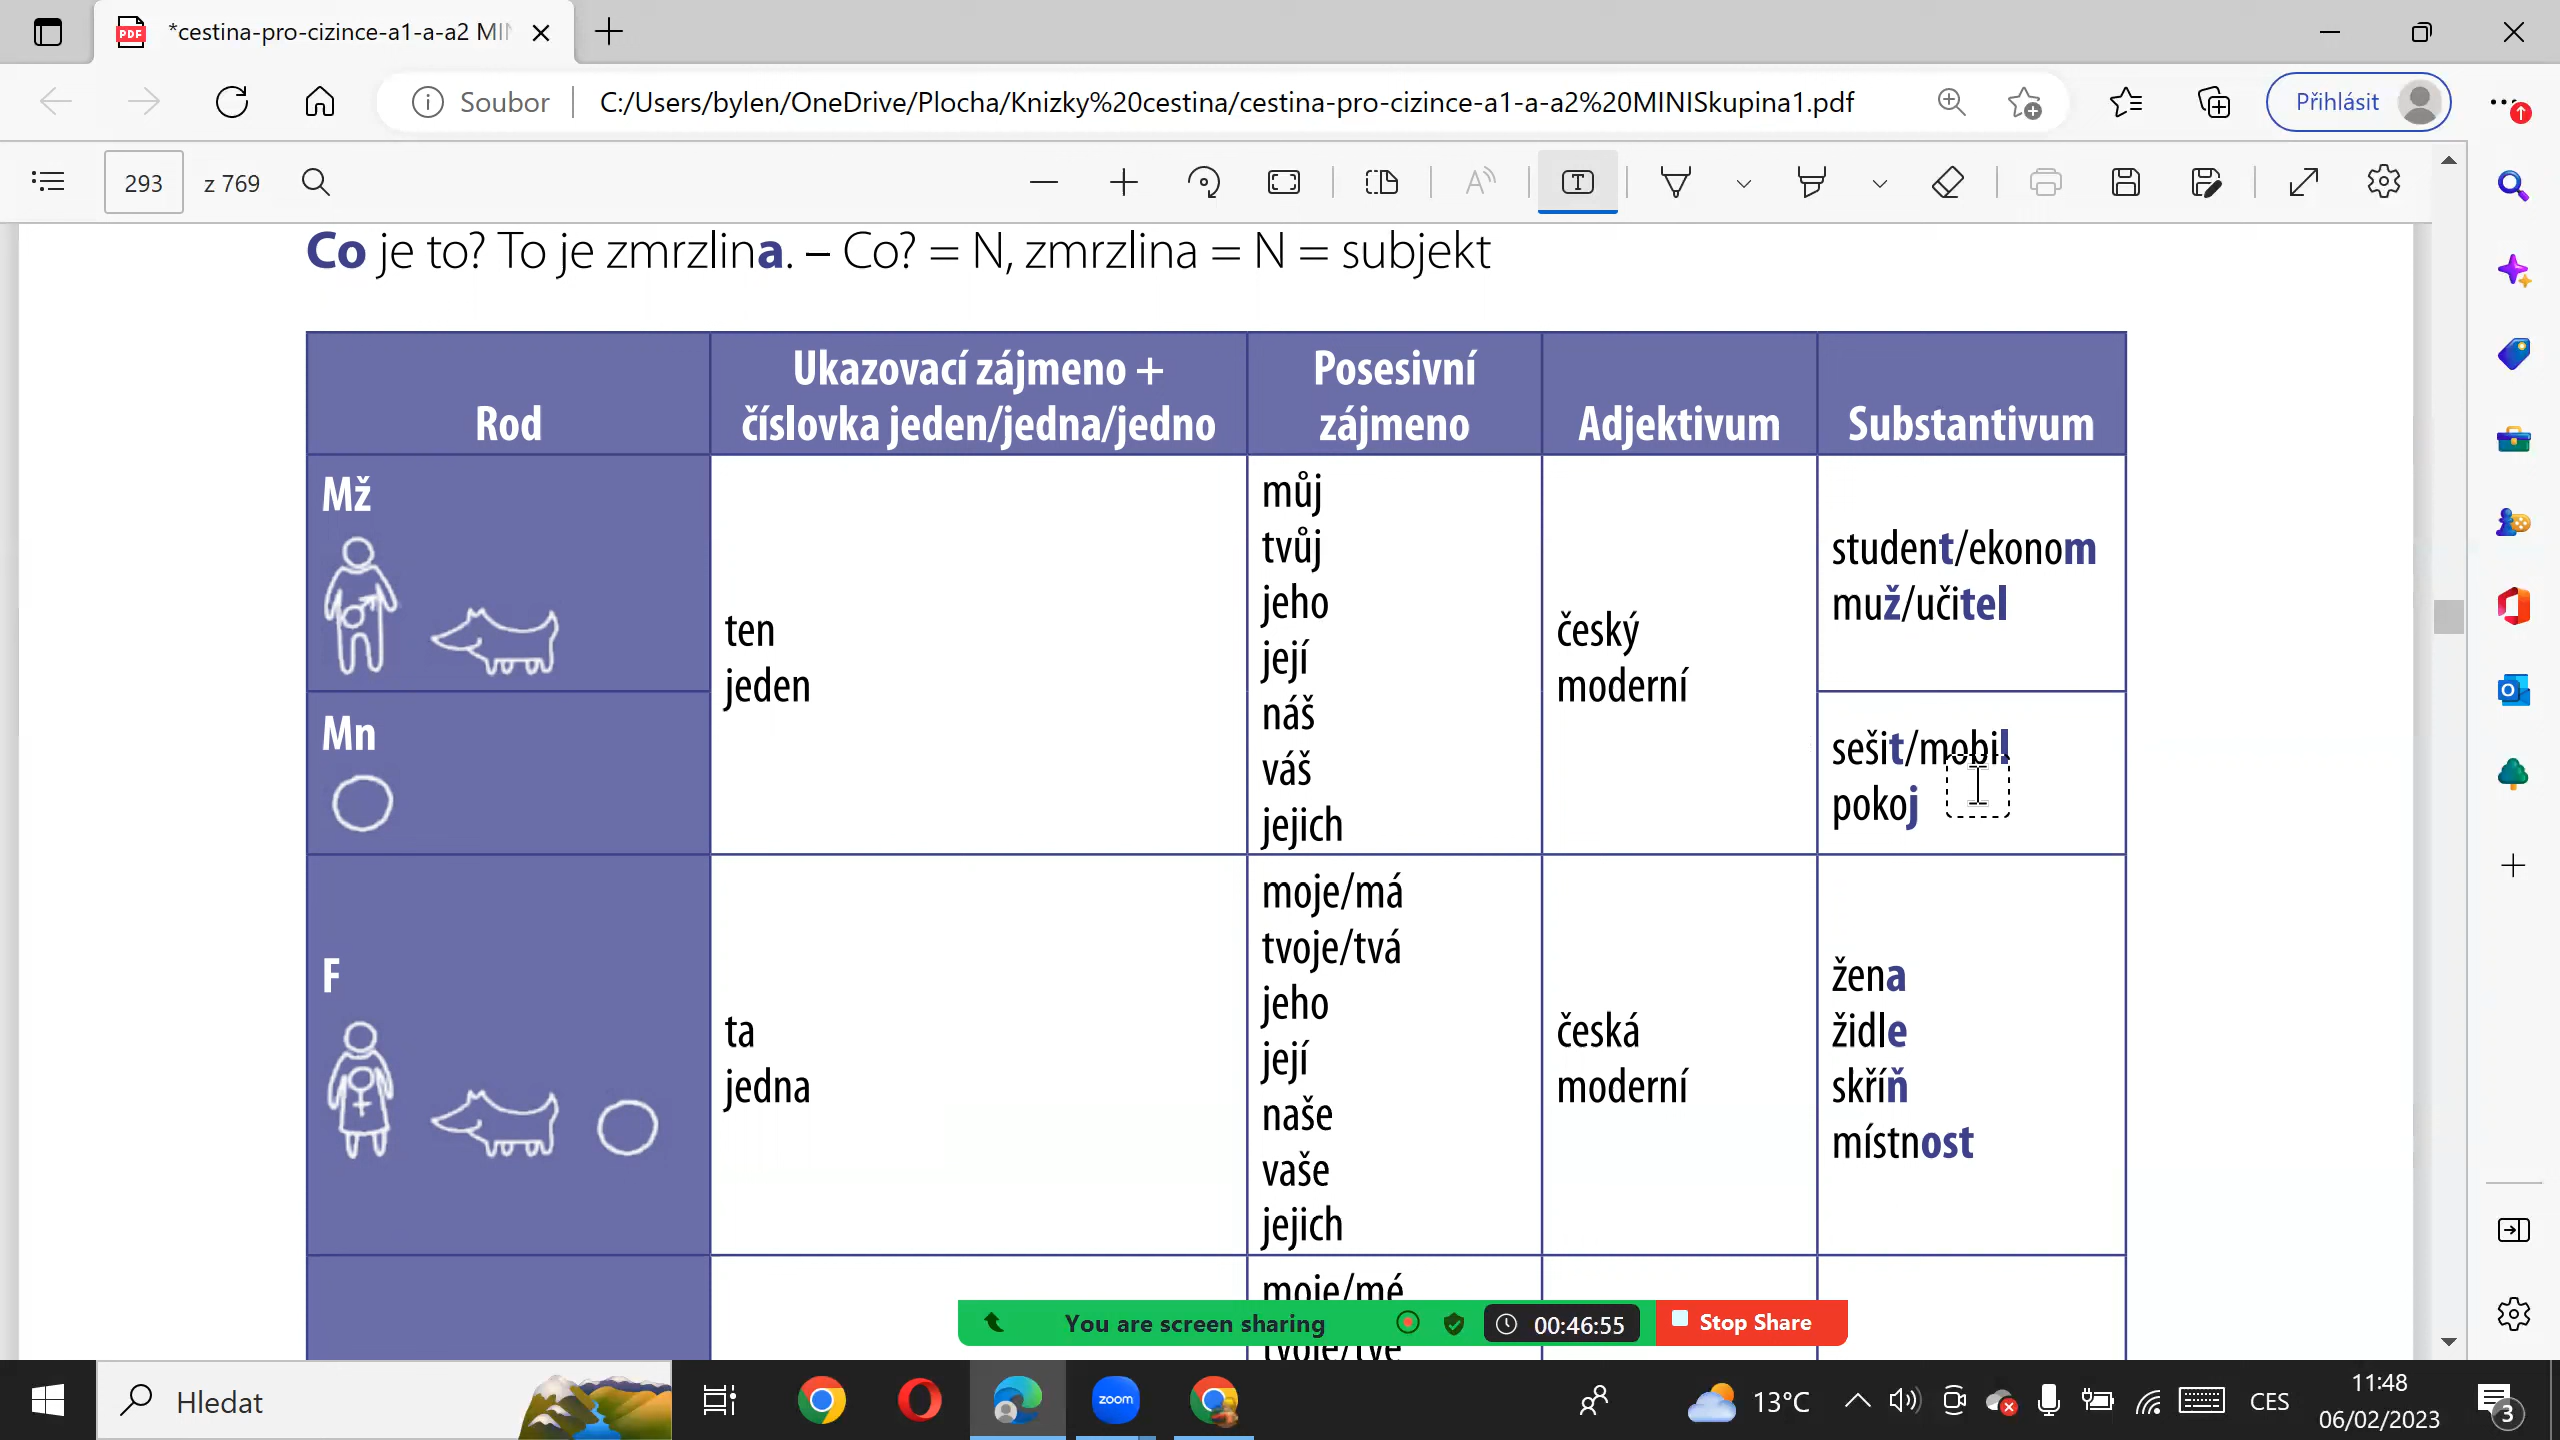 *cestina-pro-cizince-a1-a-a2 MIN
Soubor
C:/Users/bylen/OneDrive/Plocha/Knizky%20cestina/cestina-pro-cizince-a1-a-a2%20MINISkupina1.pdf
Přihlásit
293 z 769
Co je to? To je zmrzlina. – Co? = N, zmrzlina = N = subjekt
Rod
Ukazovací zájmeno +
číslovka jeden/jedna/jedno
Posesivní
zájmeno
Adjektivum
Substantivum
Mž
Mn
ten
jeden
můj
tvůj
jeho
její
náš
váš
jejich
český
moderní
student/ekonom
muž/učitel
sešit/mobil
pokoj
F
ta
jedna
moje/má
tvoje/tvá
jeho
její
naše
vaše
jejich
česká
moderní
žena
židle
skříň
místnost
moje/mé
tvoje/tvé
You are screen sharing
00:46:55
Stop Share
Hledat
zoom
13°C
CES
11:48
06/02/2023
3